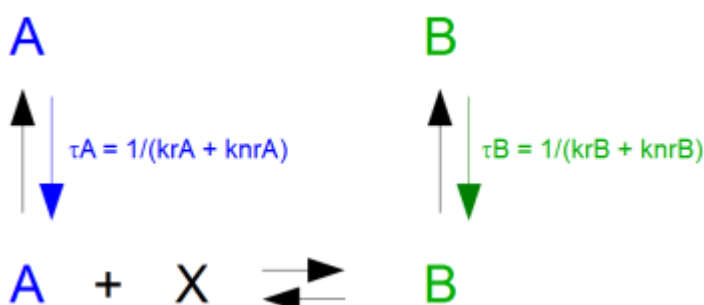 A B
τA = 1/(krA + knrA) τB = 1/(krB + knrB)
A + X B